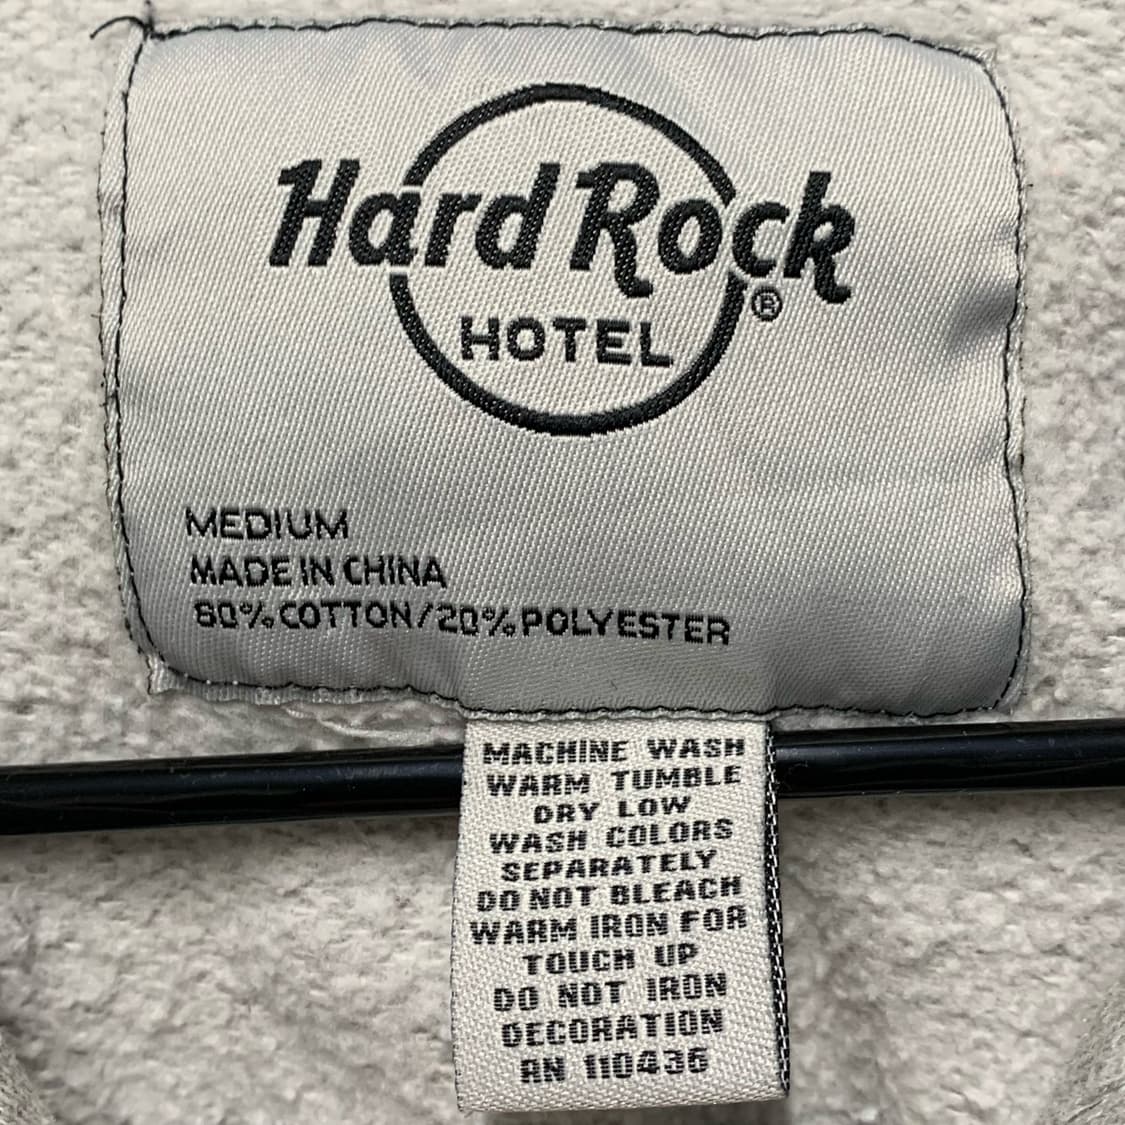 Hard Rock
HOTEL
®
MEDIUM
MADE IN CHINA
80% COTTON/20% POLYESTER
MACHINE WASH
WARM TUMBLE
DRY LOW
WASH COLORS
SEPARATELY
DO NOT BLEACH
WARM IRON FOR
TOUCH UP
DO NOT IRON
DECORATION
RN 110436